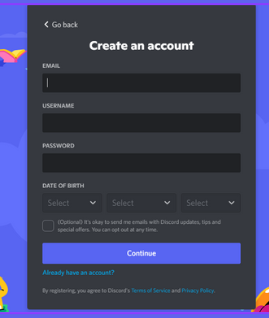 Go back
Create an account
EMAIL
USERNAME
PASSWORD
DATE OF BIRTH
Select Select Select
(Optional) It's okay to send me emails with Discord updates, tips and
special offers. You can opt out at any time.
Continue
Already have an account?
By registering, you agree to Discord's Terms of Service and Privacy Policy.